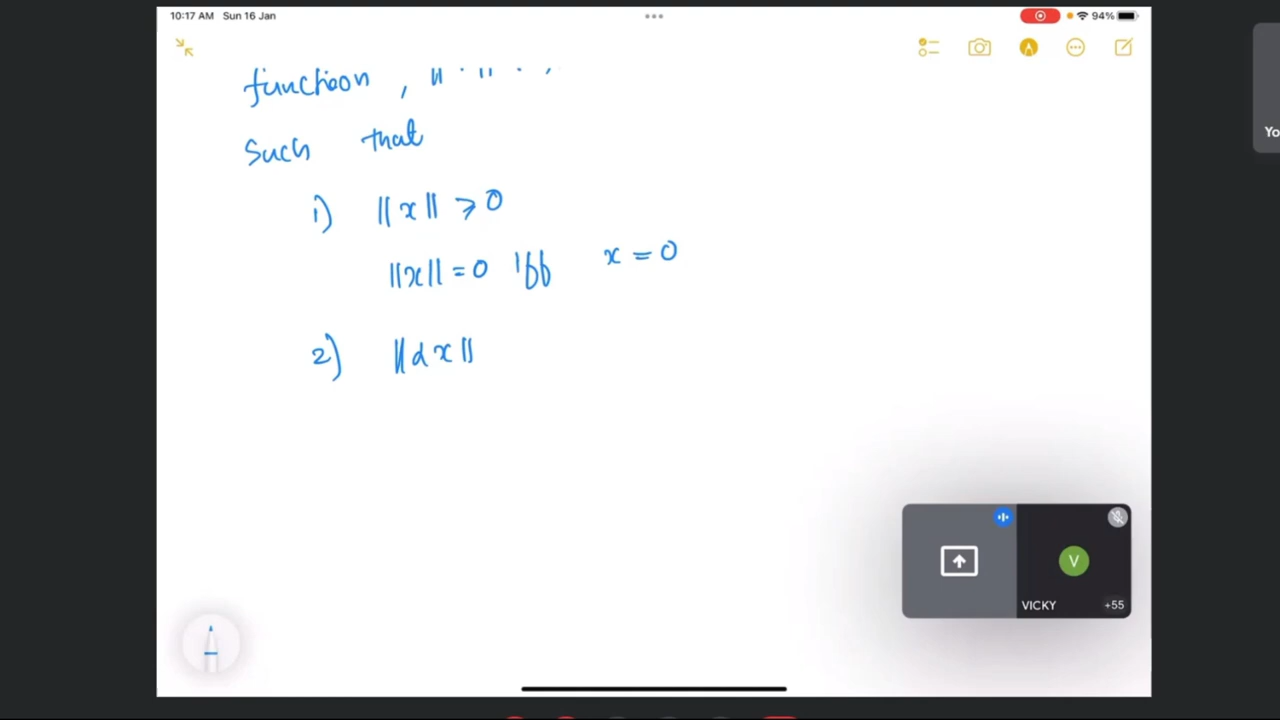 10:17 AM Sun 16 Jan
94%
function, || · || : ,
Such that
1) ||x|| ≥ 0
||x|| = 0 iff x = 0
2) ||αx||
Yo
V
VICKY +55